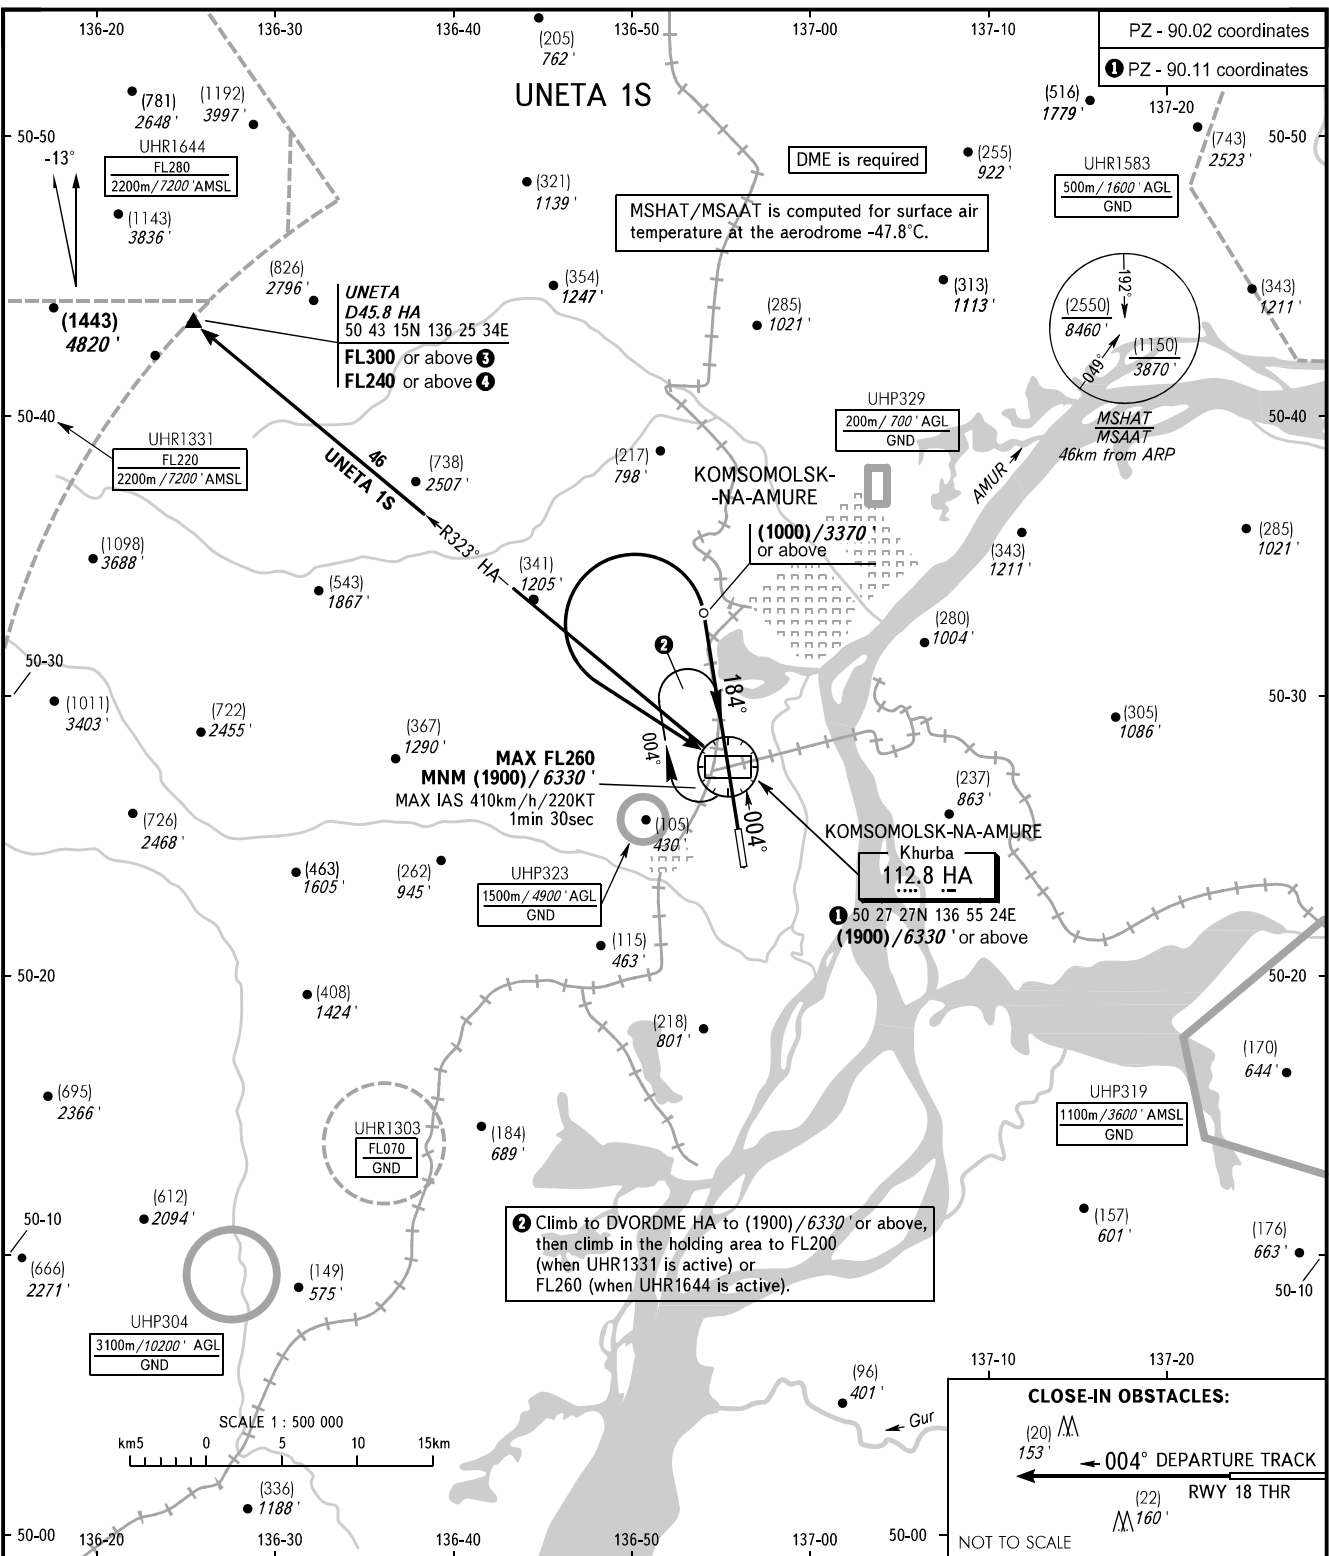 136-20
136-30
136-40
136-50
137-00
137-10
PZ - 90.02 coordinates
❶ PZ - 90.11 coordinates
137-20
UNETA 1S
(205)
762'
(781)
2648'
(1192)
3997'
(516)
1779'
(743)
2523'
50-50
50-50
-13°
UHR1644
FL280
2200m/7200'AMSL
DME is required
(255)
922'
UHR1583
500m/1600' AGL
GND
(321)
1139'
(1143)
3836'
MSHAT/MSAAT is computed for surface air
temperature at the aerodrome -47.8°C.
(826)
2796'
(354)
1247'
(313)
1113'
(343)
1211'
(285)
1021'
(1443)
4820'
UNETA
D45.8 HA
50 43 15N 136 25 34E
FL300 or above ❸
FL240 or above ❹
192°
(2550)
8460'
049°
(1150)
3870'
MSHAT
MSAAT
46km from ARP
50-40
50-40
UHP329
200m/700' AGL
GND
UHR1331
FL220
2200m/7200'AMSL
46
UNETA 1S
(738)
2507'
(217)
798'
KOMSOMOLSK-
-NA-AMURE
AMUR
R323° HA
(1000)/3370'
or above
(285)
1021'
(343)
1211'
(1098)
3688'
(543)
1867'
(341)
1205'
(280)
1004'
❷
184°
50-30
50-30
(1011)
3403'
(722)
2455'
(367)
1290'
(305)
1086'
004°
MAX FL260
MNM (1900)/6330'
MAX IAS 410km/h/220KT
1min 30sec
(237)
863'
(726)
2468'
(105)
430'
004°
KOMSOMOLSK-NA-AMURE
Khurba
112.8 HA
❶ 50 27 27N 136 55 24E
(1900)/6330' or above
(463)
1605'
(262)
945'
UHP323
1500m/4900'AGL
GND
(115)
463'
50-20
50-20
(408)
1424'
(218)
801'
(170)
644'
(695)
2366'
UHP319
1100m/3600' AMSL
GND
UHR1303
FL070
GND
(184)
689'
(612)
2094'
50-10
(666)
2271'
❷ Climb to DVORDME HA to (1900)/6330'or above,
then climb in the holding area to FL200
(when UHR1331 is active) or
FL260 (when UHR1644 is active).
(157)
601'
(176)
663'
50-10
(149)
575'
UHP304
3100m/10200' AGL
GND
137-10
137-20
(96)
401'
Gur
CLOSE-IN OBSTACLES:
(20)
153'
004° DEPARTURE TRACK
RWY 18 THR
(22)
160'
NOT TO SCALE
SCALE 1 : 500 000
km5 0 5 10 15km
(336)
1188'
50-00
136-20
136-30
136-40
136-50
137-00
50-00